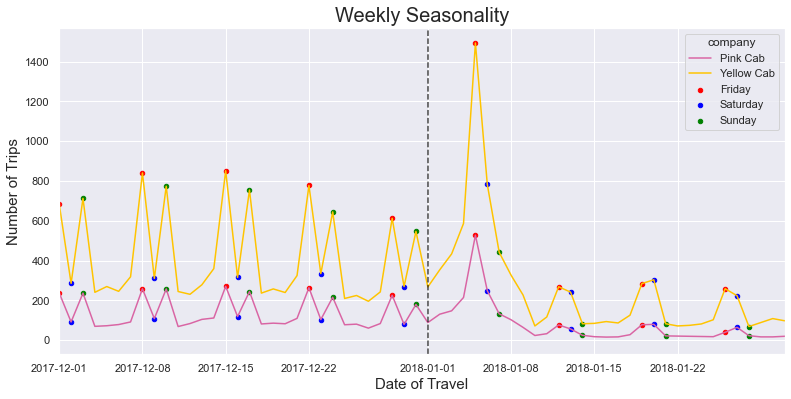 Weekly Seasonality
company
Pink Cab
Yellow Cab
Friday
Saturday
Sunday
Number of Trips
1400
1200
1000
800
600
400
200
0
2017-12-01 2017-12-08 2017-12-15 2017-12-22 2018-01-01 2018-01-08 2018-01-15 2018-01-22
Date of Travel